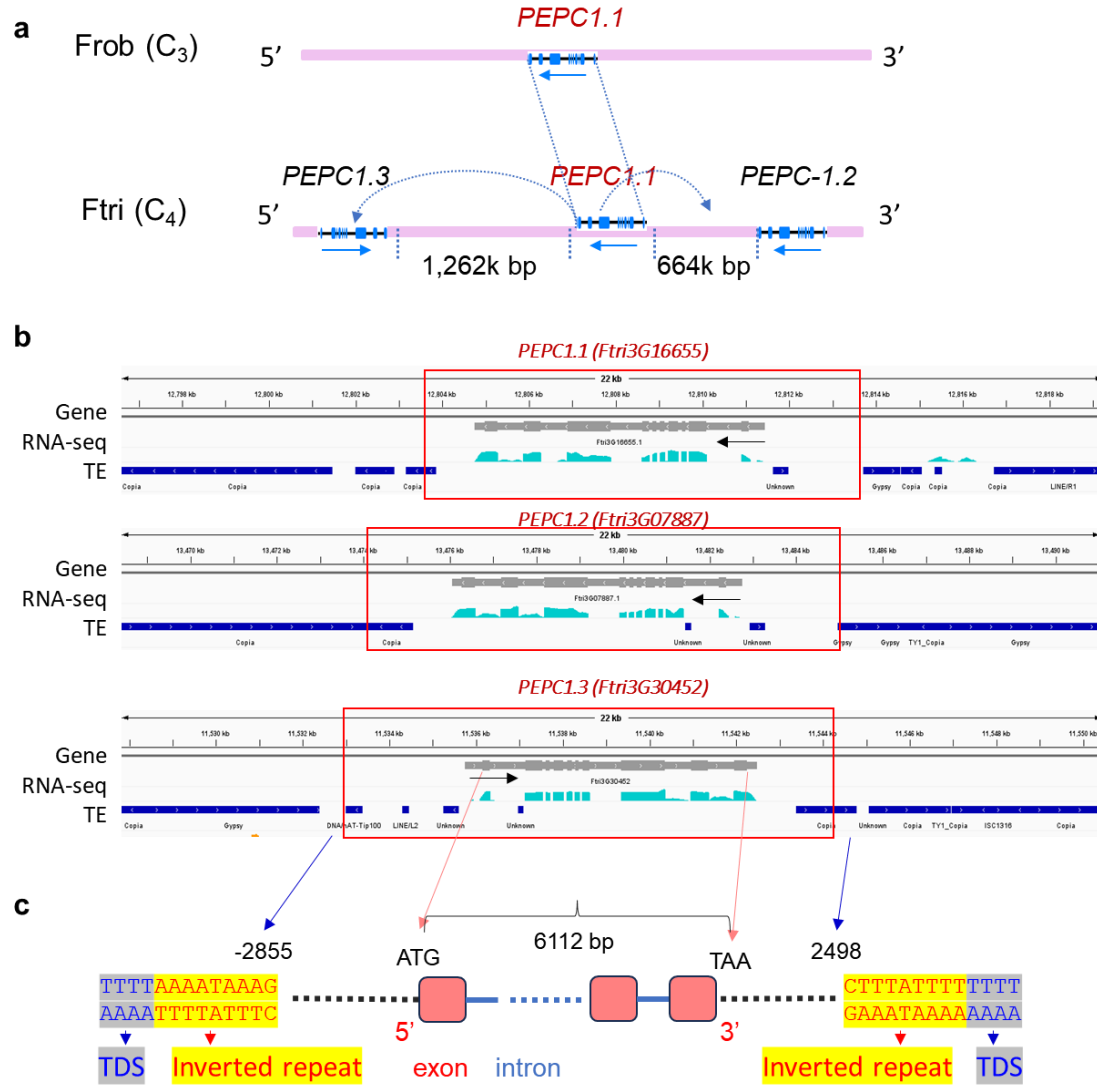 a
PEPC1.1
Frob (C3)
5’
3’
PEPC1.3
PEPC1.1
PEPC-1.2
Ftri (C4)
5’
3’
1,262k bp
664k bp
b
PEPC1.1 (Ftri3G16655)
22 kb
12,798 kb 12,800 kb 12,802 kb 12,804 kb 12,806 kb 12,808 kb 12,810 kb 12,812 kb 12,814 kb 12,816 kb 12,818 kb
Gene
RNA-seq
Ftri3G16655.1
TE
Copia Copia Copia Copia Unknown Gypsy Copia Copia Copia LINE/R1
PEPC1.2 (Ftri3G07887)
22 kb
13,470 kb 13,472 kb 13,474 kb 13,476 kb 13,478 kb 13,480 kb 13,482 kb 13,484 kb 13,486 kb 13,488 kb 13,490 kb
Gene
RNA-seq
Ftri3G07887.1
TE
Copia Copia Unknown Unknown Gypsy Gypsy TY1_Copia Gypsy
PEPC1.3 (Ftri3G30452)
22 kb
11,530 kb 11,532 kb 11,534 kb 11,536 kb 11,538 kb 11,540 kb 11,542 kb 11,544 kb 11,546 kb 11,548 kb 11,550 kb
Gene
RNA-seq
Ftri3G30452
TE
Copia Gypsy DNA/hAT-Tip100 LINE/L2 Unknown Unknown Copia Unknown Copia TY1_Copia ISC1316 Copia
c
-2855
ATG
6112 bp
TAA
2498
TTTTAAAATAAAG
CTTTATTTTTTTT
AAAATTTTATTTC
GAAATAAAAAAAA
5’
3’
TDS
Inverted repeat
exon
intron
Inverted repeat
TDS